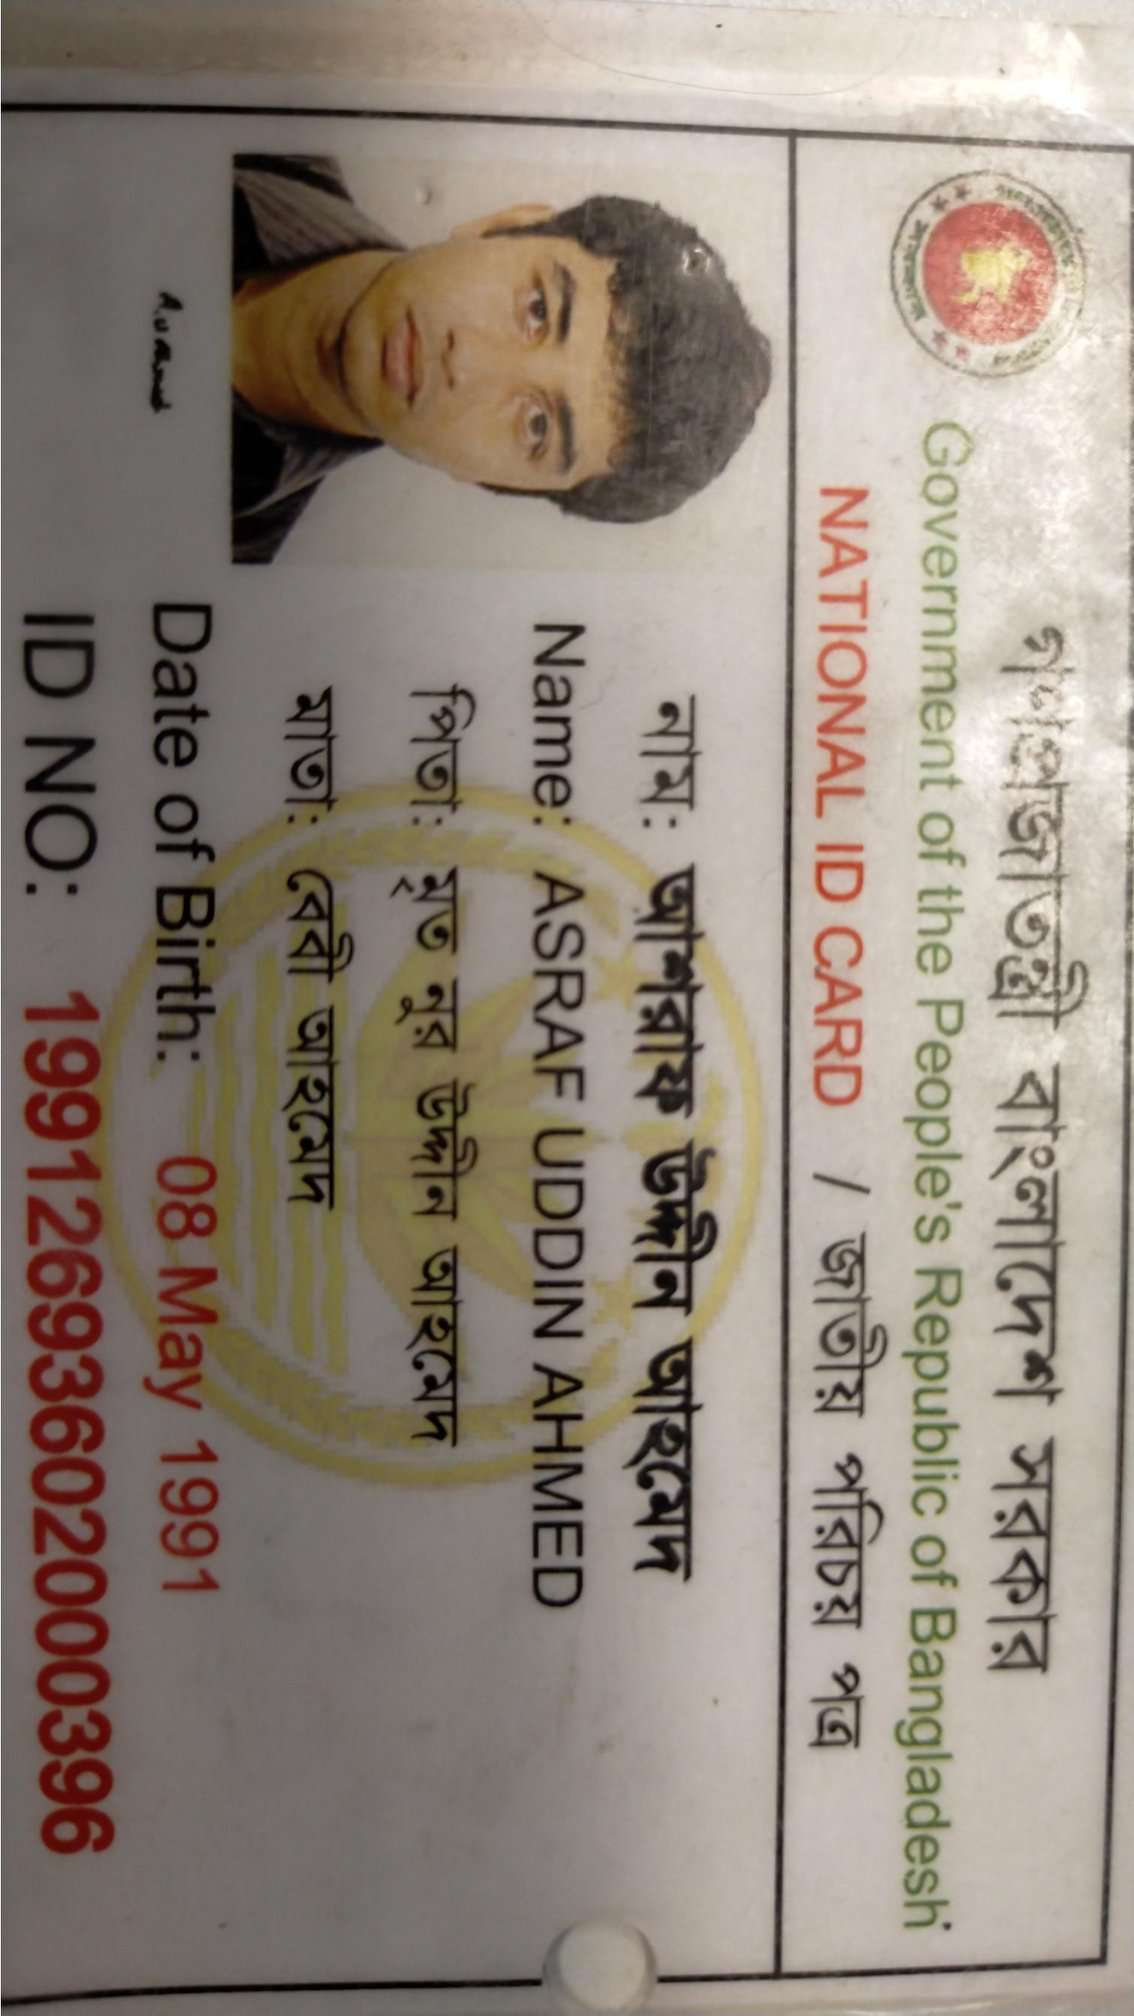 গণপ্রজাতন্ত্রী বাংলাদেশ সরকার
Government of the People's Republic of Bangladesh
NATIONAL ID CARD / জাতীয় পরিচয় পত্র
নাম: আশরাফ উদ্দীন আহমেদ
Name: ASRAF UDDIN AHMED
পিতা: মৃত নুর উদ্দীন আহমেদ
মাতা: বেবী আহমেদ
Date of Birth: 08 May 1991
ID NO: 19912693602000396
A.U Ahmed